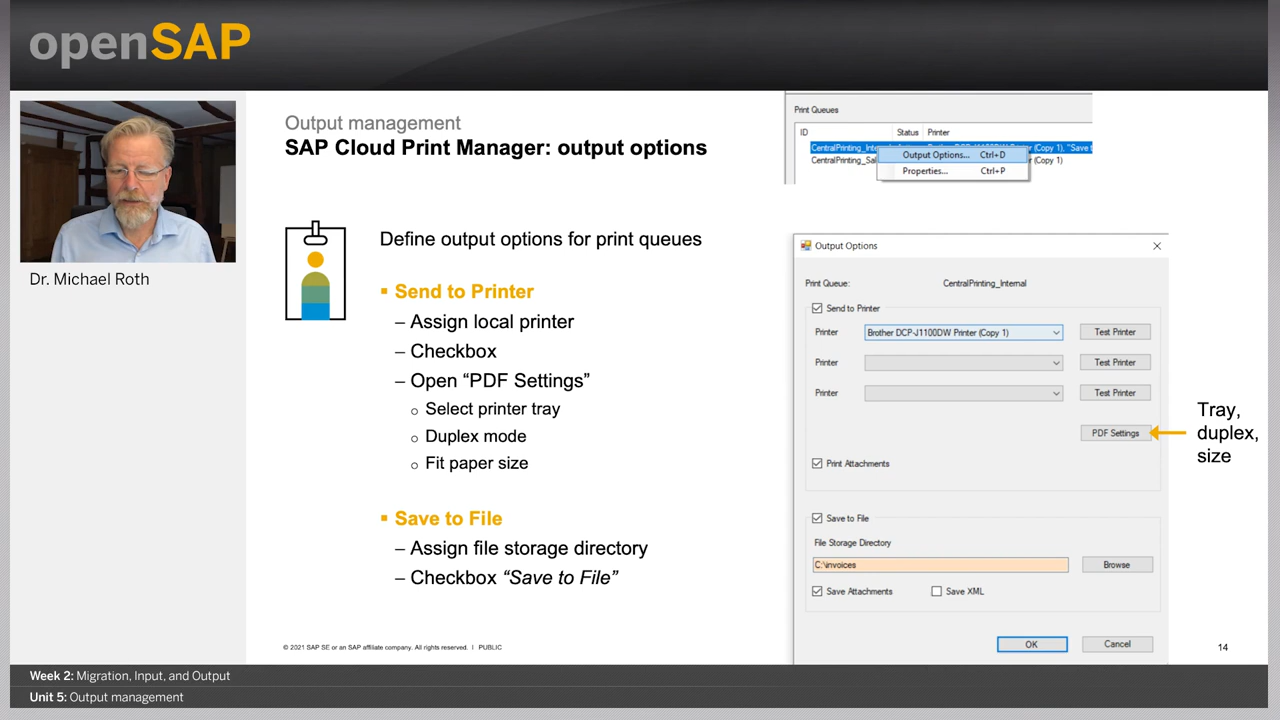 openSAP
Dr. Michael Roth
Output management
SAP Cloud Print Manager: output options
Define output options for print queues
▪ Send to Printer
– Assign local printer
– Checkbox
– Open “PDF Settings”
o Select printer tray
o Duplex mode
o Fit paper size
▪ Save to File
– Assign file storage directory
– Checkbox “Save to File”
Print Queues
ID Status Printer
Output Options... Ctrl+D
(Copy 1), "Save t
Properties... Ctrl+P
(Copy 1)
Output Options
Print Queue: CentralPrinting_Internal
Send to Printer
Printer Brother DCP-J1100DW Printer (Copy 1) Test Printer
Printer Test Printer
Printer Test Printer
PDF Settings
Tray,
duplex,
size
Print Attachments
Save to File
File Storage Directory
C:\invoices Browse
Save Attachments Save XML
OK Cancel
© 2021 SAP SE or an SAP affiliate company. All rights reserved. | PUBLIC
14
Week 2: Migration, Input, and Output
Unit 5: Output management